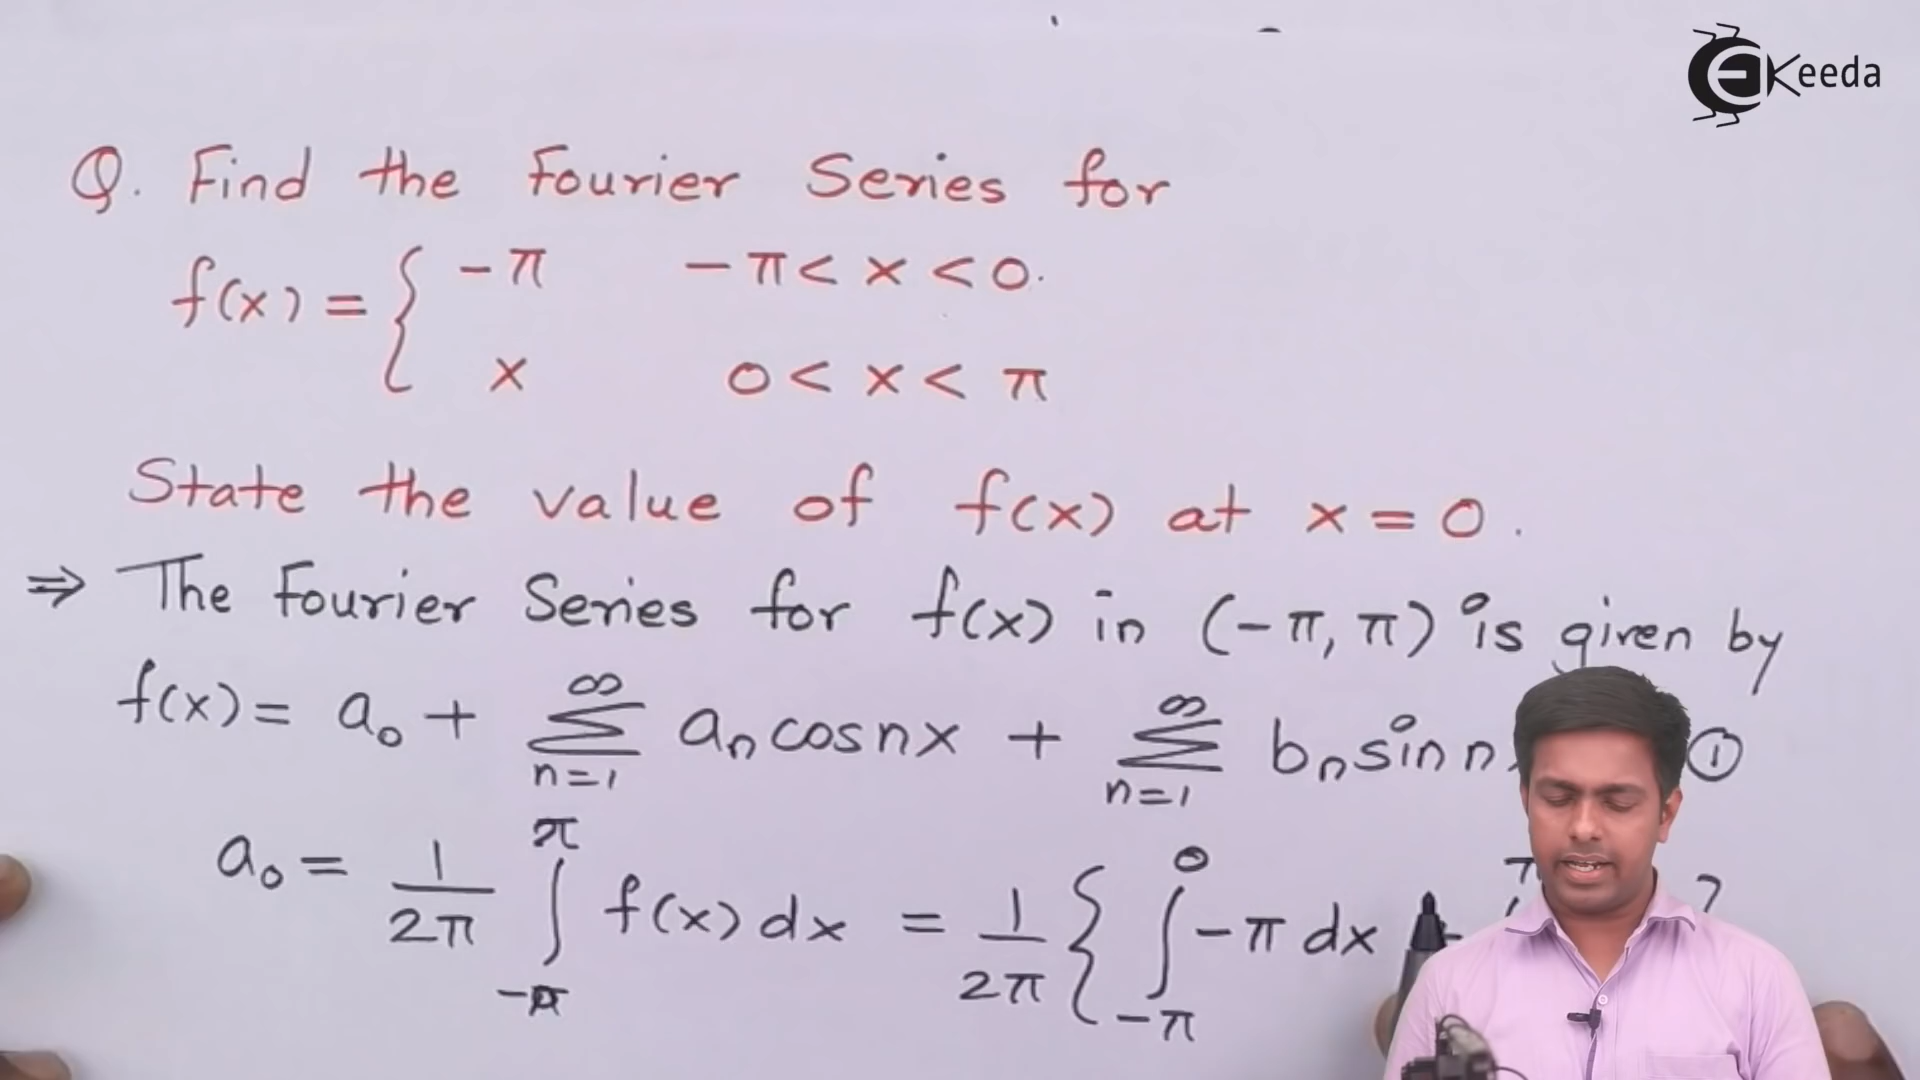 Keeda
Q. Find the Fourier Series for
f(x) = { -π   -π < x < 0.
x   0 < x < π
State the value of f(x) at x = 0.
⇒ The Fourier Series for f(x) in (-π, π) is given by
f(x) = a₀ + ∞ Σ n=1 aₙ cos nx + ∞ Σ n=1 bₙ sin n ①
a₀ = 1/2π ∫_{-π}^{π} f(x) dx = 1/2π { ∫_{-π}^{0} -π dx